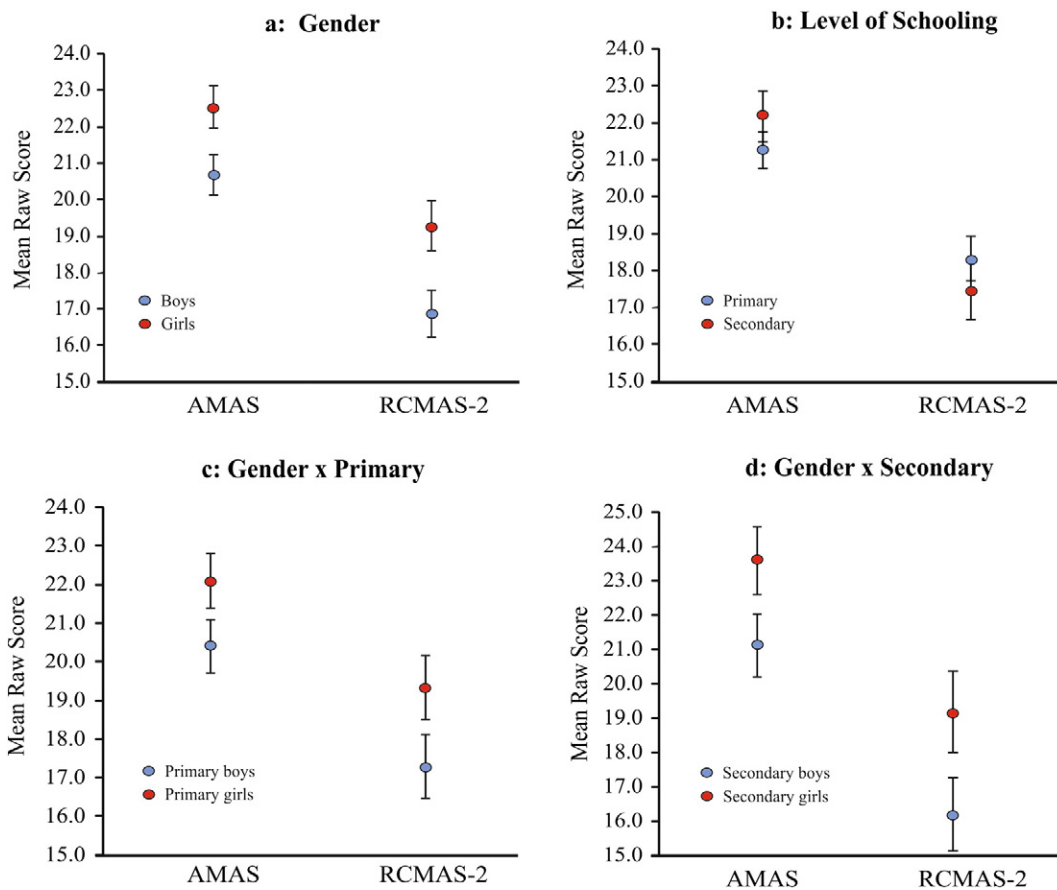 a: Gender
Mean Raw Score
24.0
23.0
22.0
21.0
20.0
19.0
18.0
17.0
16.0
15.0
Boys
Girls
AMAS RCMAS-2
b: Level of Schooling
Mean Raw Score
24.0
23.0
22.0
21.0
20.0
19.0
18.0
17.0
16.0
15.0
Primary
Secondary
AMAS RCMAS-2
c: Gender x Primary
Mean Raw Score
24.0
23.0
22.0
21.0
20.0
19.0
18.0
17.0
16.0
15.0
Primary boys
Primary girls
AMAS RCMAS-2
d: Gender x Secondary
Mean Raw Score
25.0
24.0
23.0
22.0
21.0
20.0
19.0
18.0
17.0
16.0
15.0
Secondary boys
Secondary girls
AMAS RCMAS-2